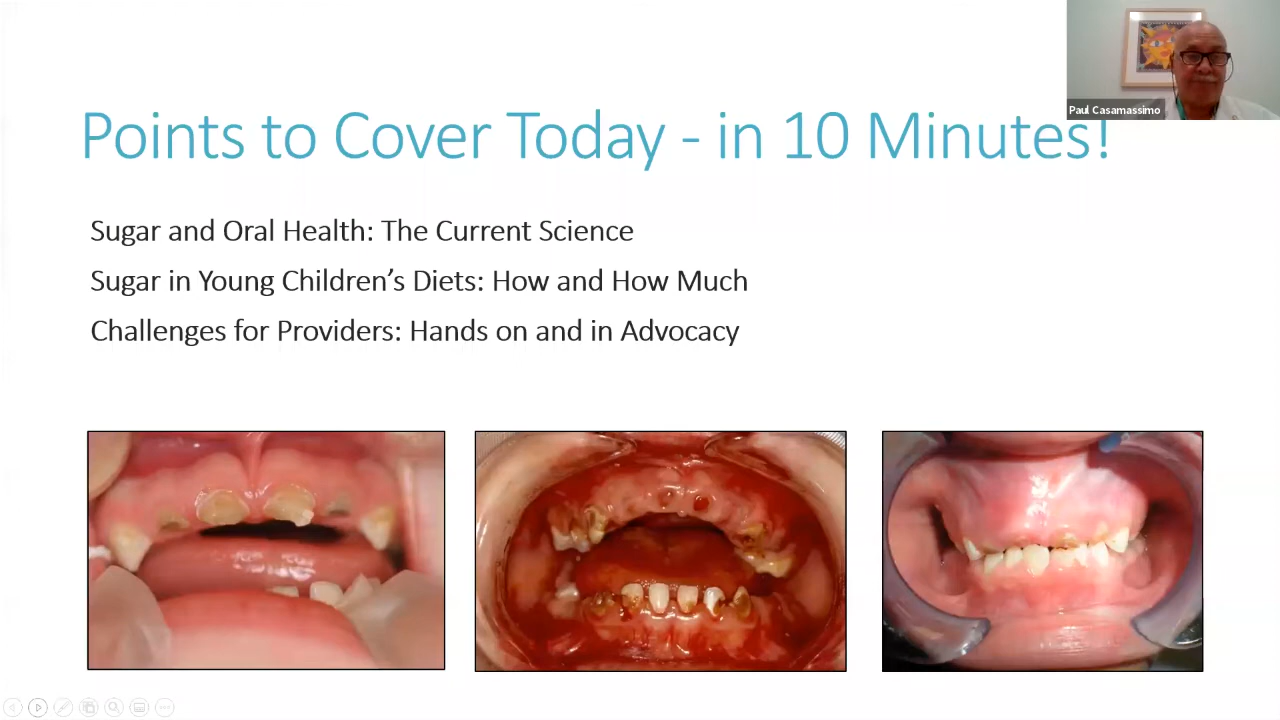 Paul Casamassimo
Points to Cover Today - in 10 Minutes!
Sugar and Oral Health: The Current Science
Sugar in Young Children’s Diets: How and How Much
Challenges for Providers: Hands on and in Advocacy